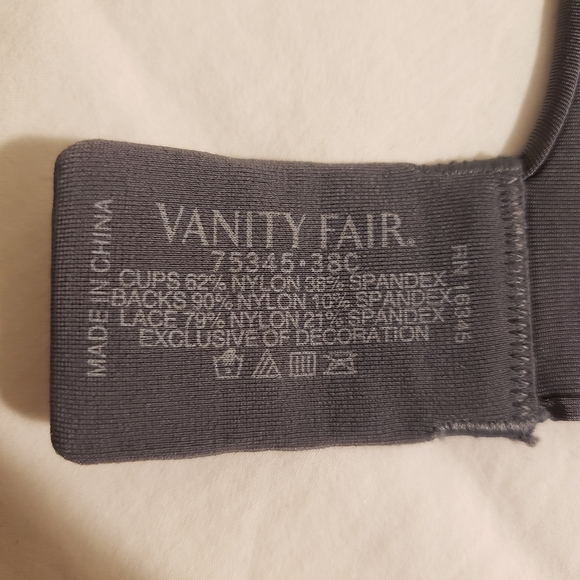 VANITY FAIR®
75345•38C
CUPS 62% NYLON 38% SPANDEX
BACKS 90% NYLON 10% SPANDEX
LACE 79% NYLON 21% SPANDEX
EXCLUSIVE OF DECORATION
MADE IN CHINA
RN 16345